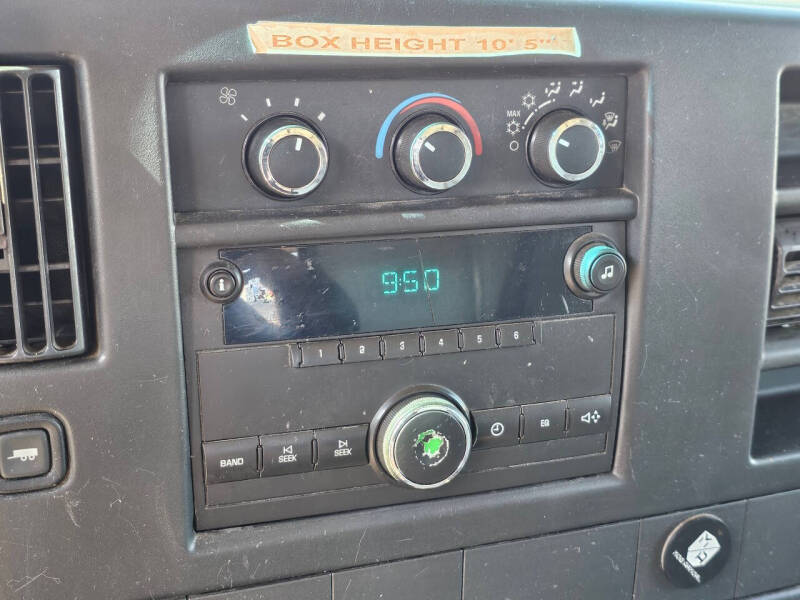 BOX HEIGHT 10' 5"
MAX
9:50
1 2 3 4 5 6
BAND SEEK SEEK EQ